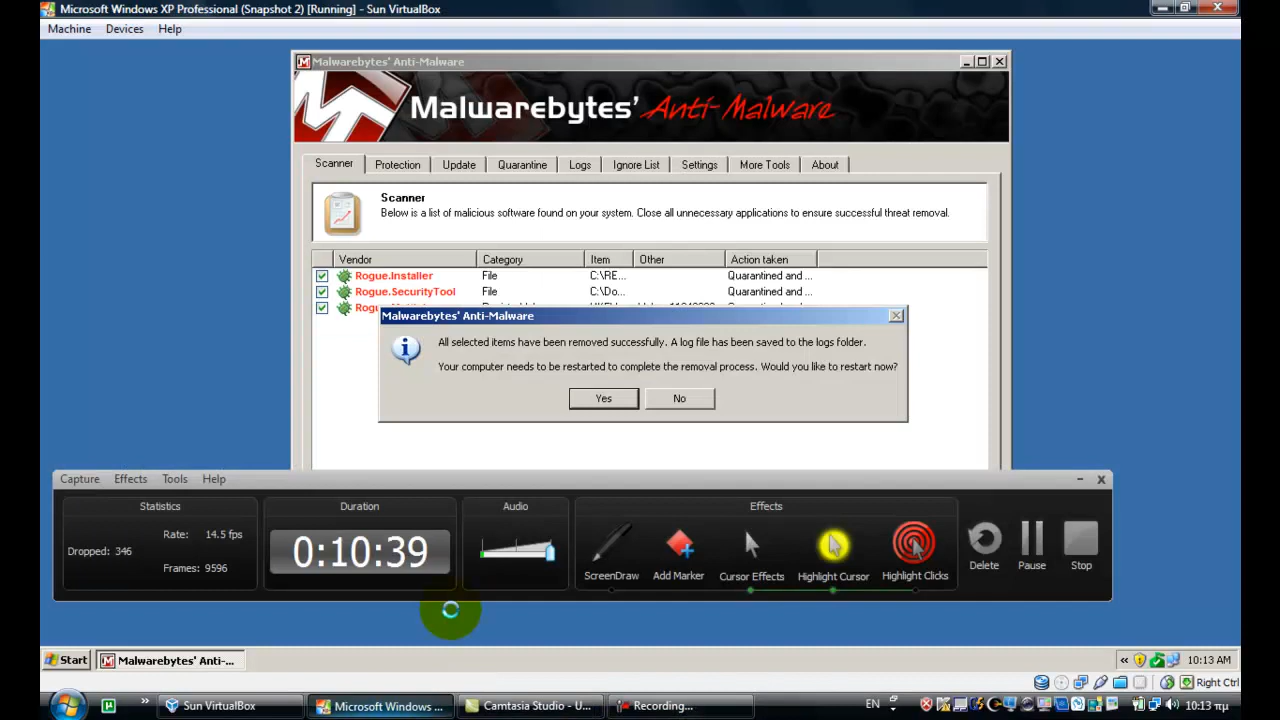 Microsoft Windows XP Professional (Snapshot 2) [Running] - Sun VirtualBox
Machine Devices Help
Malwarebytes' Anti-Malware
Malwarebytes' Anti-Malware
Scanner Protection Update Quarantine Logs Ignore List Settings More Tools About
Scanner
Below is a list of malicious software found on your system. Close all unnecessary applications to ensure successful threat removal.
Vendor Category Item Other Action taken
Rogue.Installer File C:\RE... Quarantined and ...
Rogue.SecurityTool File C:\Do... Quarantined and ...
Malwarebytes' Anti-Malware
All selected items have been removed successfully. A log file has been saved to the logs folder.
Your computer needs to be restarted to complete the removal process. Would you like to restart now?
Yes No
Capture Effects Tools Help
Statistics Duration Audio Effects
Rate: 14.5 fps
Dropped: 346
Frames: 9596
0:10:39
ScreenDraw Add Marker Cursor Effects Highlight Cursor Highlight Clicks Delete Pause Stop
Start Malwarebytes' Anti-... « 10:13 AM
Right Ctrl
» Sun VirtualBox Microsoft Windows ... Camtasia Studio - U... Recording... EN 10:13 πμ